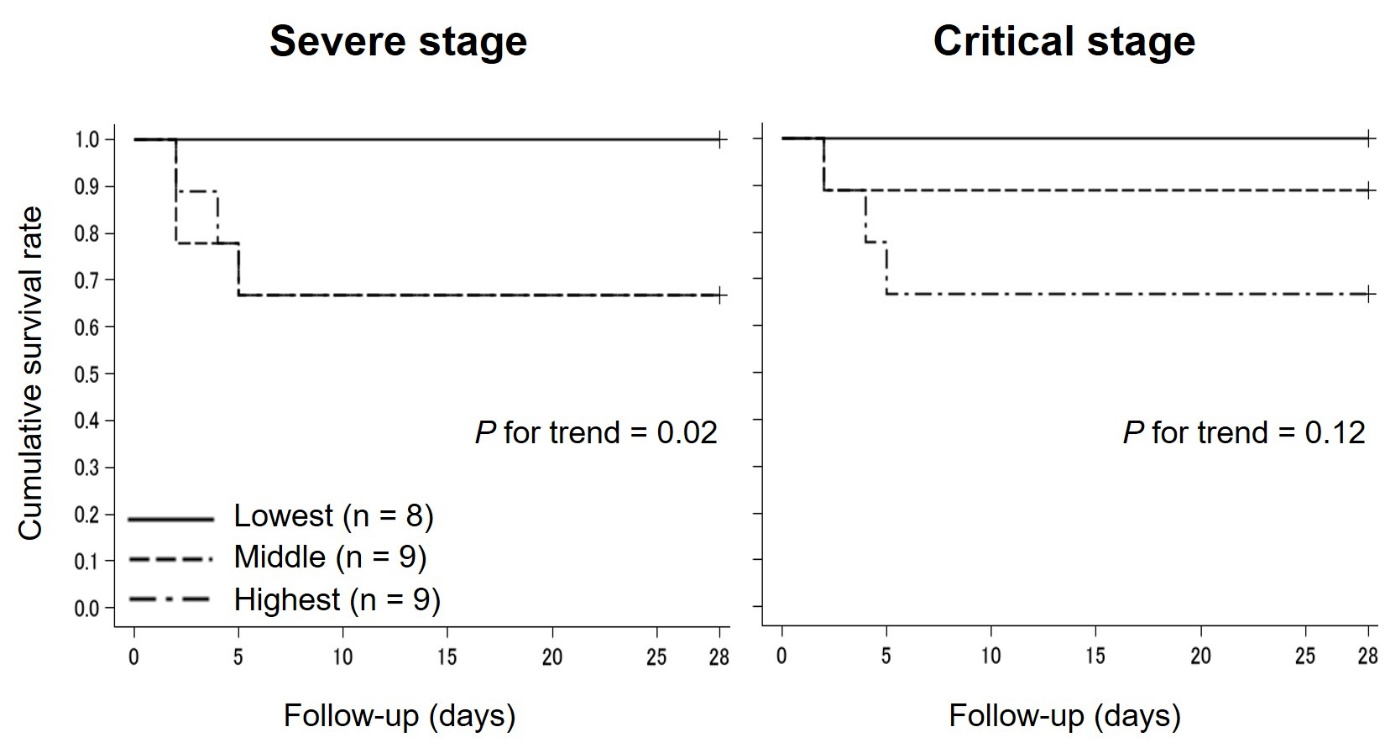 Severe stage
Critical stage
Cumulative survival rate
1.0
0.9
0.8
0.7
0.6
0.5
0.4
0.3
0.2
0.1
0.0
P for trend = 0.02
Lowest (n = 8)
Middle (n = 9)
Highest (n = 9)
0 5 10 15 20 25 28
Follow-up (days)
P for trend = 0.12
0 5 10 15 20 25 28
Follow-up (days)